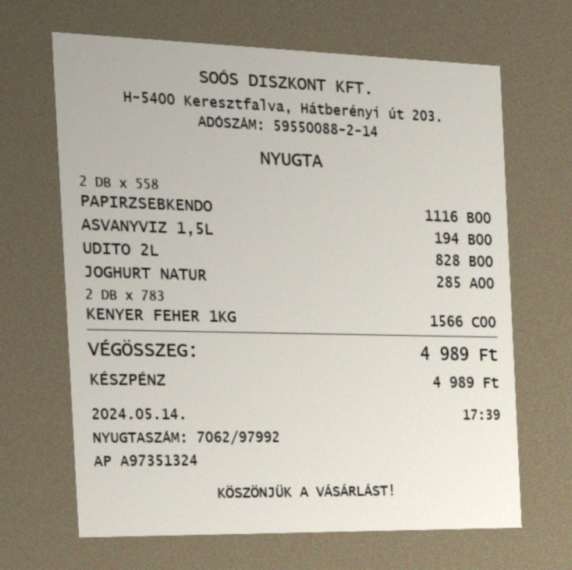 SOÓS DISZKONT KFT.
H-5400 Keresztfalva, Hátberényi út 203.
ADÓSZÁM: 59550088-2-14
NYUGTA
2 DB x 558
PAPIRZSEBKENDO 1116 B00
ASVANYVIZ 1,5L 194 B00
UDITO 2L 828 B00
JOGHURT NATUR 285 A00
2 DB x 783
KENYER FEHER 1KG 1566 C00
VÉGÖSSZEG: 4 989 Ft
KÉSZPÉNZ 4 989 Ft
2024.05.14. 17:39
NYUGTASZÁM: 7062/97992
AP A97351324
KÖSZÖNJÜK A VÁSÁRLÁST!